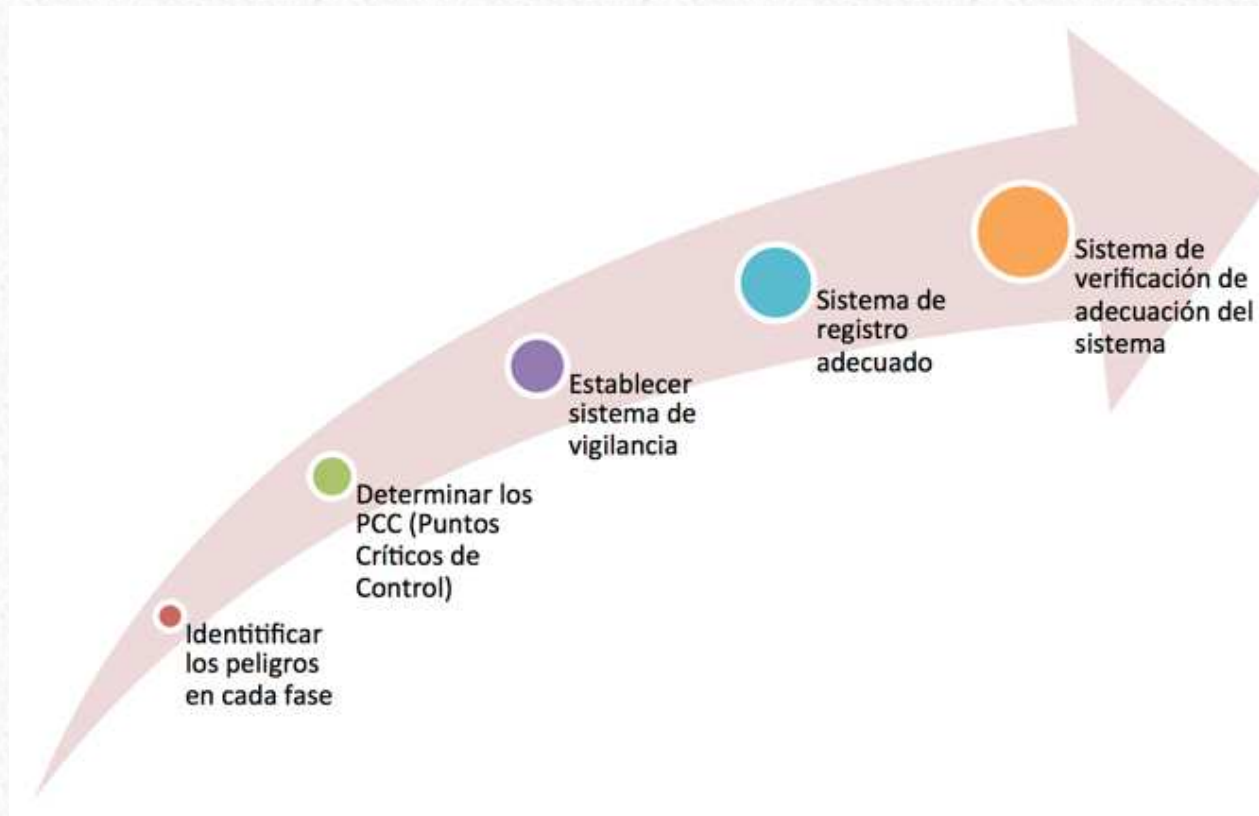 Identitificar
los peligros
en cada fase
Determinar los
PCC (Puntos
Críticos de
Control)
Establecer
sistema de
vigilancia
Sistema de
registro
adecuado
Sistema de
verificación de
adecuación del
sistema